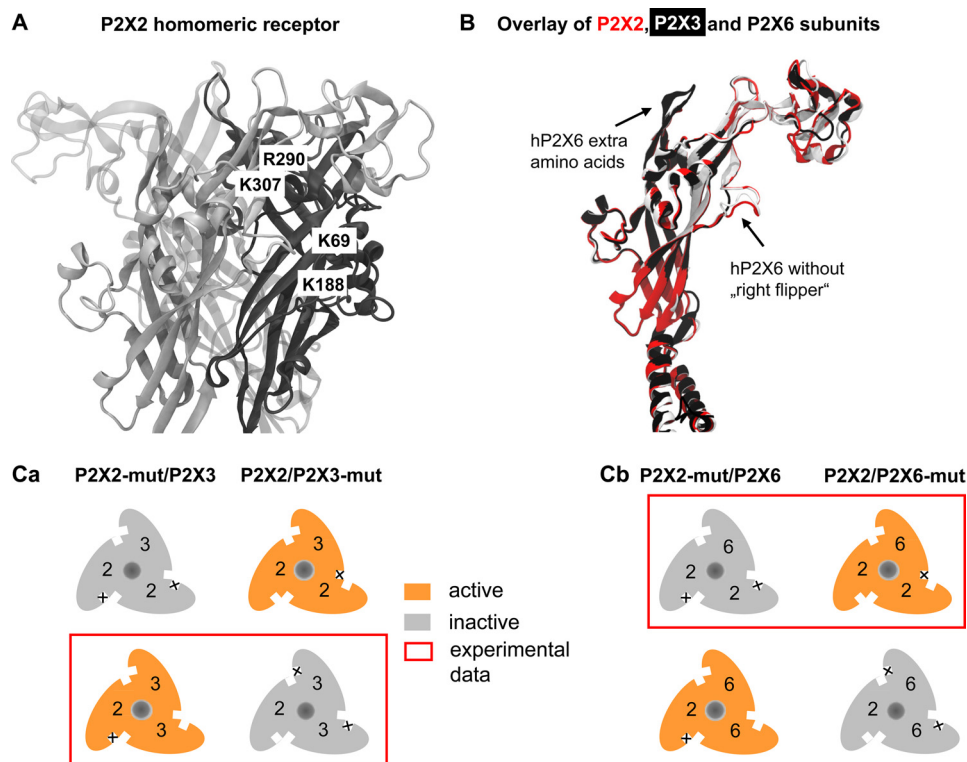 A P2X2 homomeric receptor
R290
K307
K69
K188
B Overlay of P2X2, P2X3 and P2X6 subunits
hP2X6 extra
amino acids
hP2X6 without
„right flipper“
Ca P2X2-mut/P2X3 P2X2/P2X3-mut
3
2
2
3
2
2
3
2
3
3
2
3
active
inactive
experimental
data
Cb P2X2-mut/P2X6 P2X2/P2X6-mut
6
2
2
6
2
2
6
2
6
6
2
6